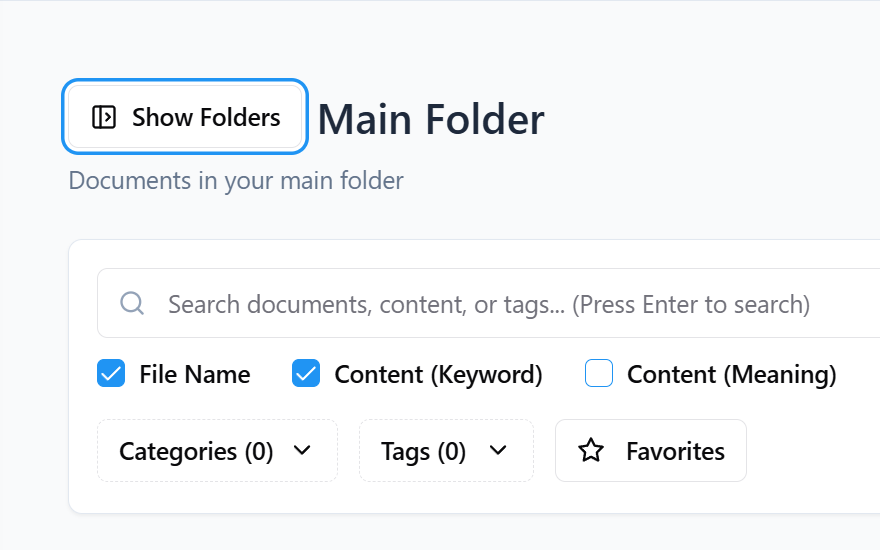 Show Folders Main Folder
Documents in your main folder
Search documents, content, or tags... (Press Enter to search)
File Name Content (Keyword) Content (Meaning)
Categories (0) Tags (0) Favorites